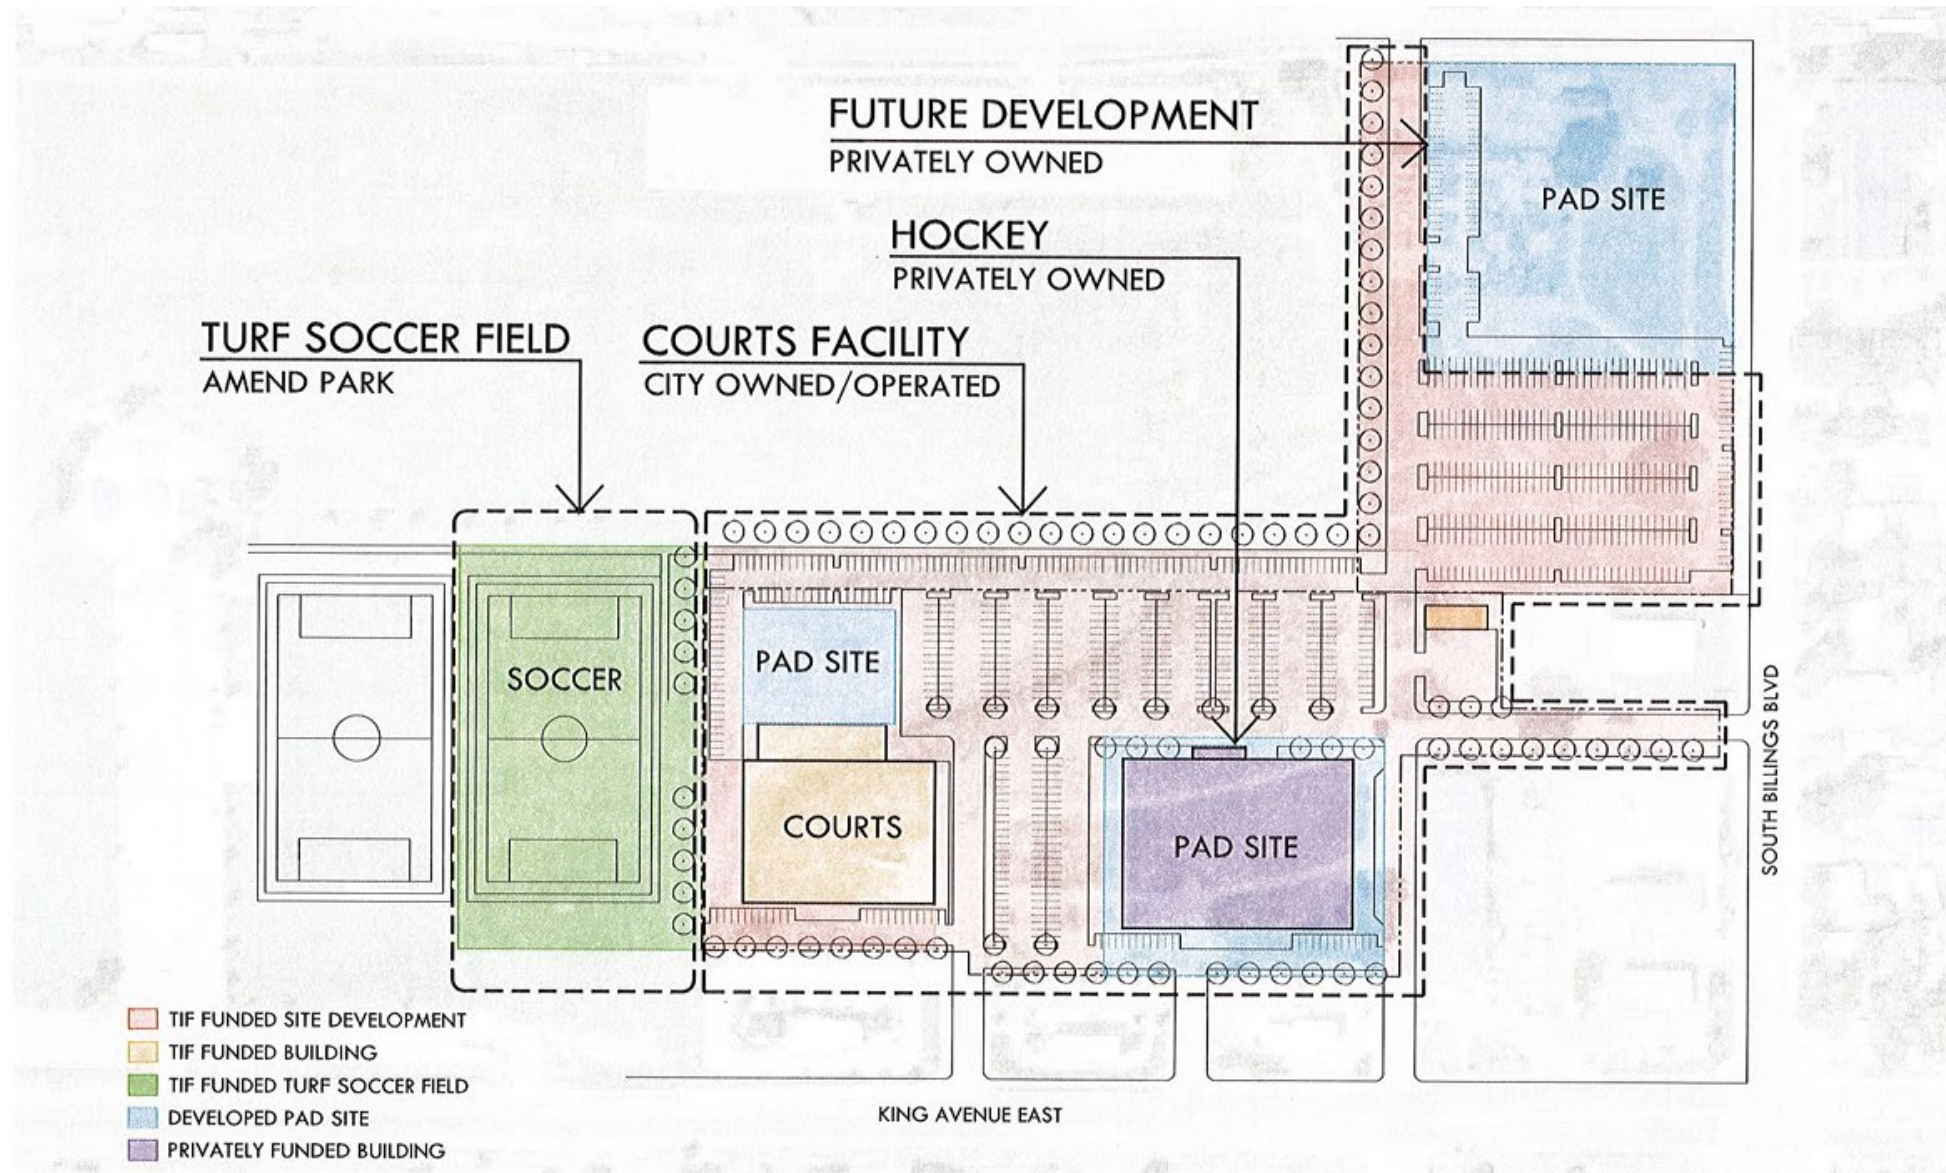 FUTURE DEVELOPMENT
PRIVATELY OWNED
PAD SITE
HOCKEY
PRIVATELY OWNED
TURF SOCCER FIELD
AMEND PARK
COURTS FACILITY
CITY OWNED/OPERATED
SOCCER
PAD SITE
COURTS
PAD SITE
SOUTH BILLINGS BLVD
TIF FUNDED SITE DEVELOPMENT
TIF FUNDED BUILDING
TIF FUNDED TURF SOCCER FIELD
DEVELOPED PAD SITE
PRIVATELY FUNDED BUILDING
KING AVENUE EAST